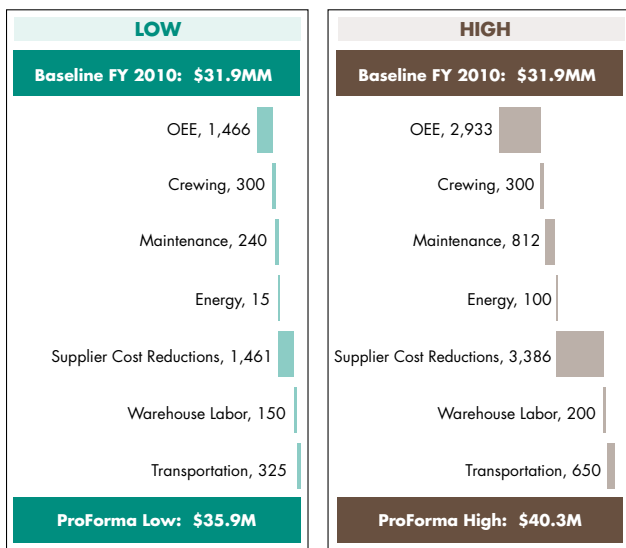 LOW
Baseline FY 2010: $31.9MM
OEE, 1,466
Crewing, 300
Maintenance, 240
Energy, 15
Supplier Cost Reductions, 1,461
Warehouse Labor, 150
Transportation, 325
ProForma Low: $35.9M
HIGH
Baseline FY 2010: $31.9MM
OEE, 2,933
Crewing, 300
Maintenance, 812
Energy, 100
Supplier Cost Reductions, 3,386
Warehouse Labor, 200
Transportation, 650
ProForma High: $40.3M